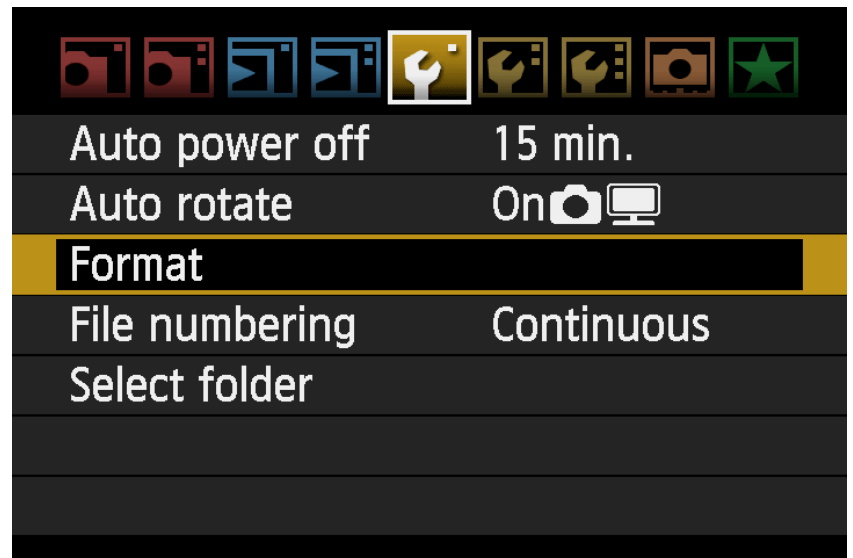 Auto power off 15 min.
Auto rotate On
Format
File numbering Continuous
Select folder